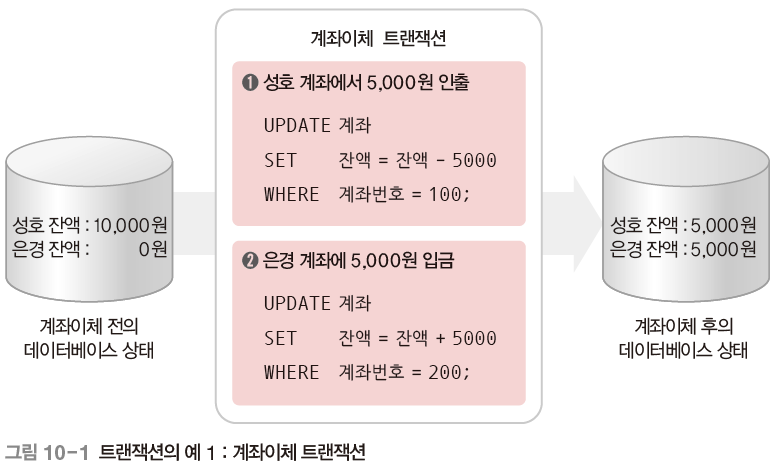 계좌이체 트랜잭션
❶ 성호 계좌에서 5,000원 인출
UPDATE 계좌
SET 잔액 = 잔액 - 5000
WHERE 계좌번호 = 100;
성호 잔액 : 10,000원
은경 잔액 : 0원
계좌이체 전의
데이터베이스 상태
❷ 은경 계좌에 5,000원 입금
UPDATE 계좌
SET 잔액 = 잔액 + 5000
WHERE 계좌번호 = 200;
성호 잔액 : 5,000원
은경 잔액 : 5,000원
계좌이체 후의
데이터베이스 상태
그림 10-1 트랜잭션의 예 1 : 계좌이체 트랜잭션